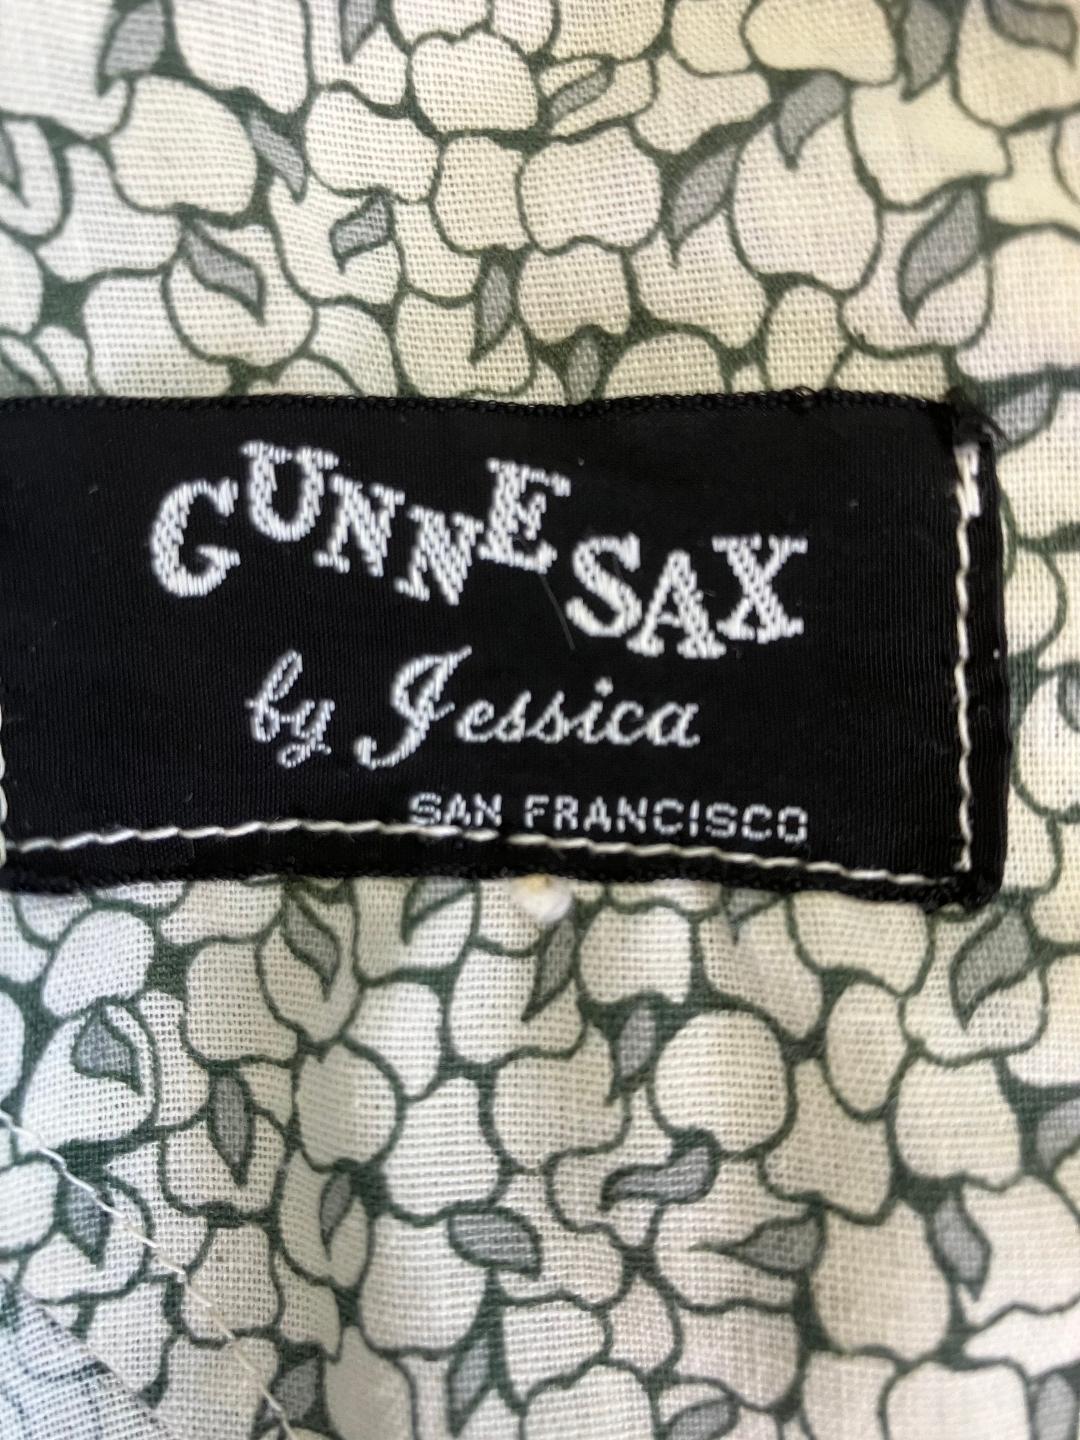 GUNNE SAX
by Jessica
SAN FRANCISCO